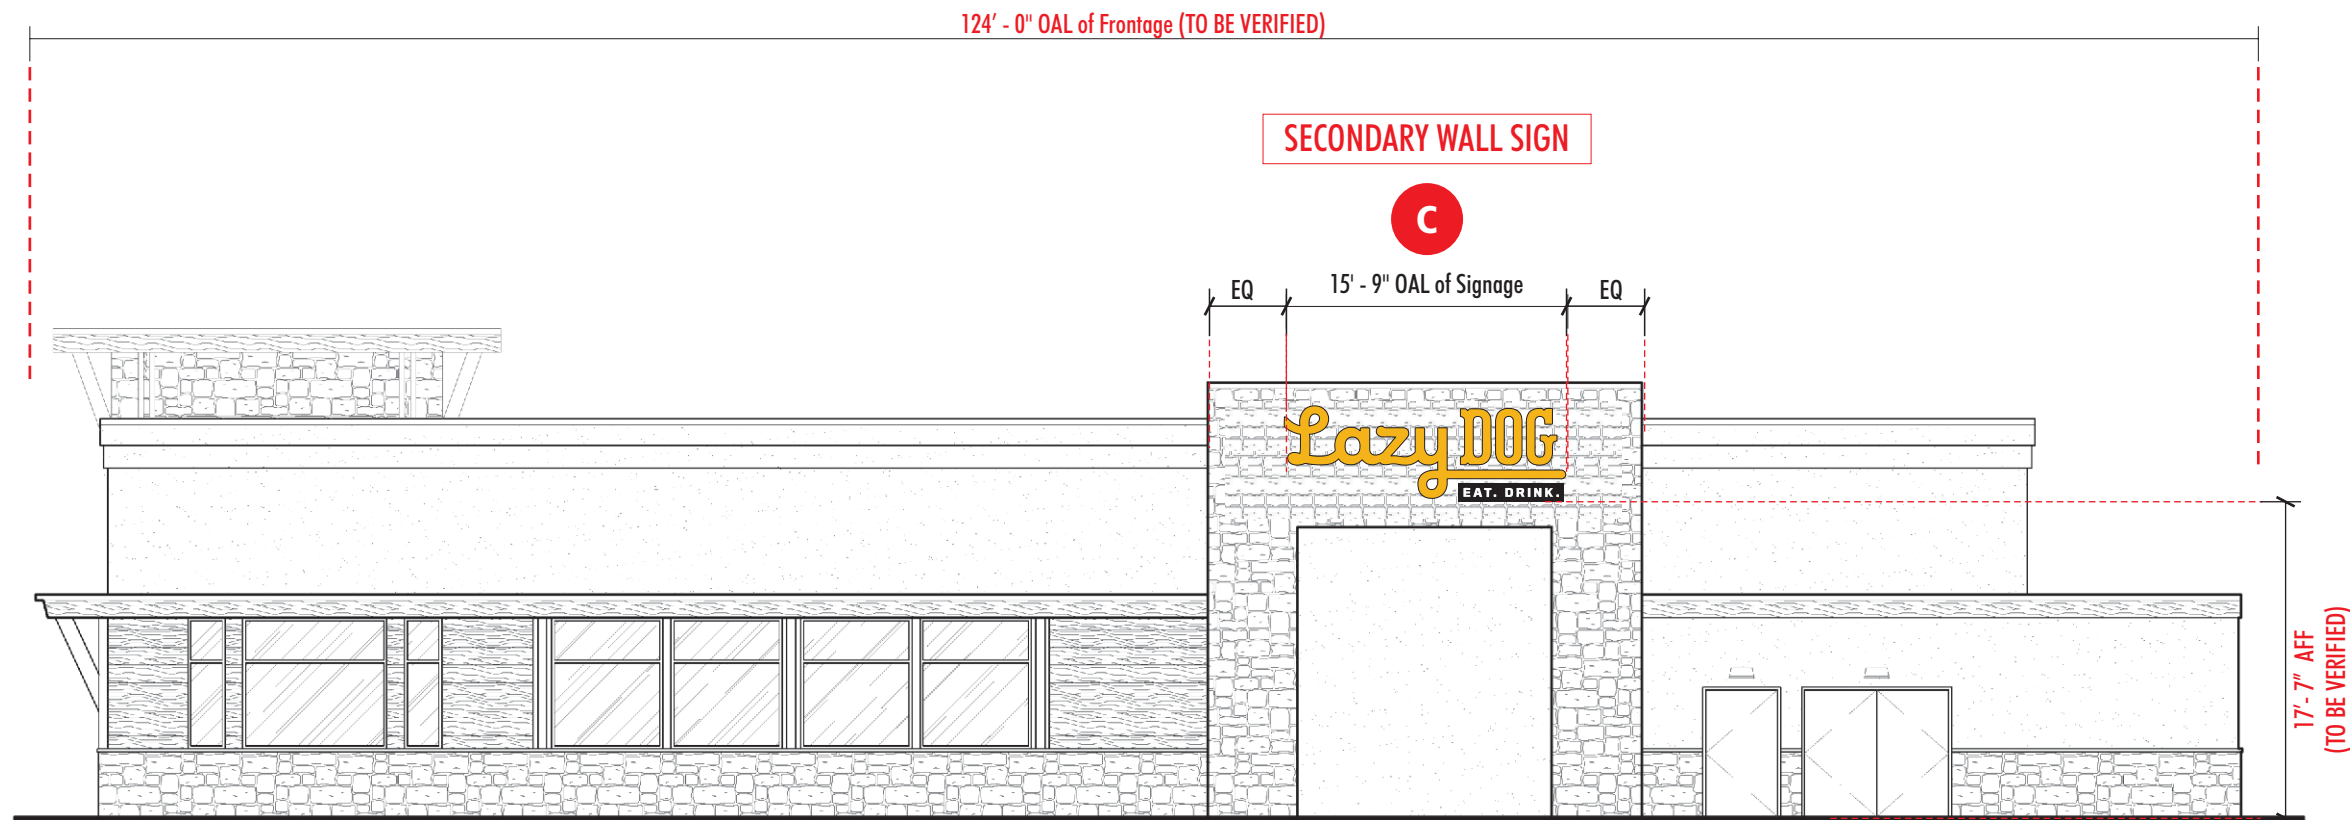 124’ - 0" OAL of Frontage (TO BE VERIFIED)
SECONDARY WALL SIGN
C
EQ
15' - 9" OAL of Signage
EQ
Lazy DOG
EAT. DRINK.
17’- 7” AFF
(TO BE VERIFIED)